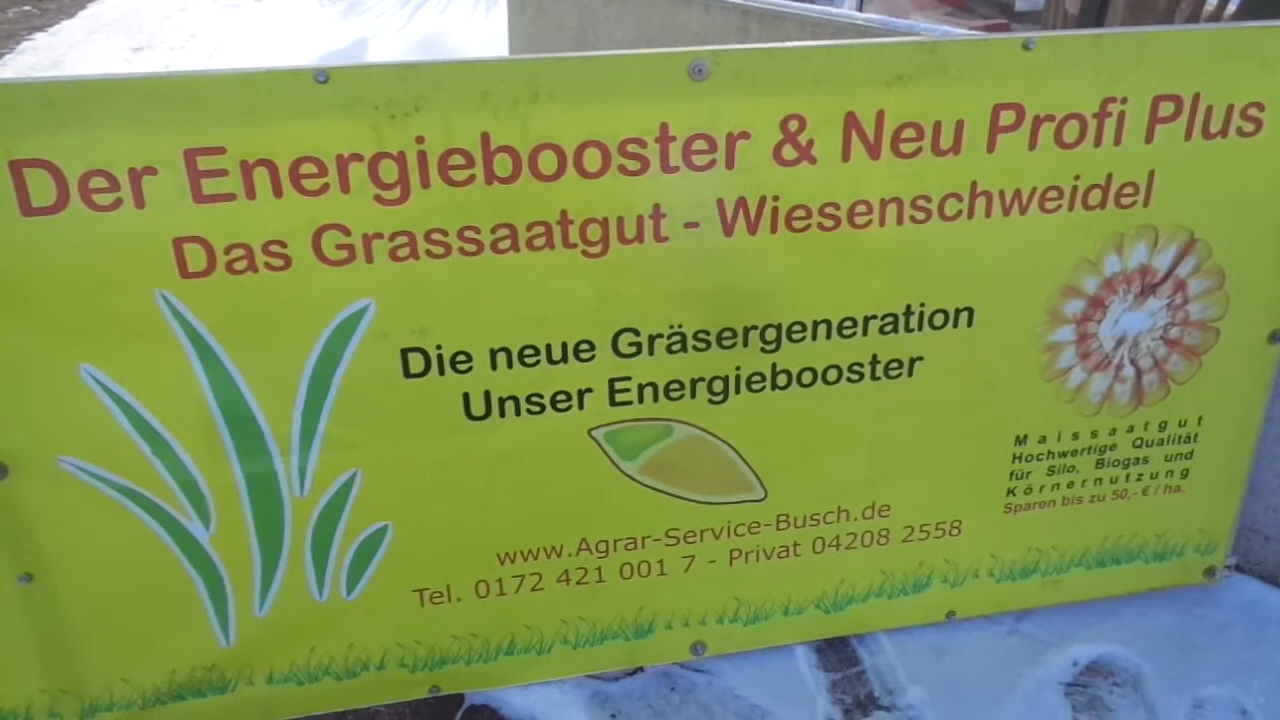 Der Energiebooster & Neu Profi Plus
Das Grassaatgut - Wiesenschweidel
Die neue Gräsergeneration
Unser Energiebooster
Maissaatgut
Hochwertige Qualität
für Silo, Biogas und
Körnernutzung
Sparen bis zu 50,- € / ha.
www.Agrar-Service-Busch.de
Tel. 0172 421 001 7 - Privat 04208 2558